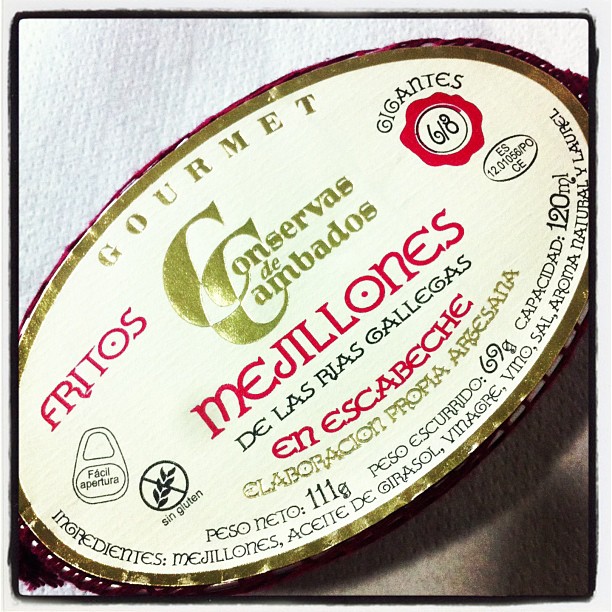 GOURMET
GIGANTES
6/8
ES
12.01056/PO
CE
Conservas
de
Cambados
FRITOS
MEJILLONES
DE LAS RIAS GALLEGAS
EN ESCABECHE
ELABORACION PROPIA ARTESANA
Fácil
apertura
sin gluten
PESO NETO: 111g PESO ESCURRIDO: 69g CAPACIDAD: 120ml
INGREDIENTES: MEJILLONES, ACEITE DE GIRASOL, VINAGRE, VINO, SAL, AROMA NATURAL Y LAUREL